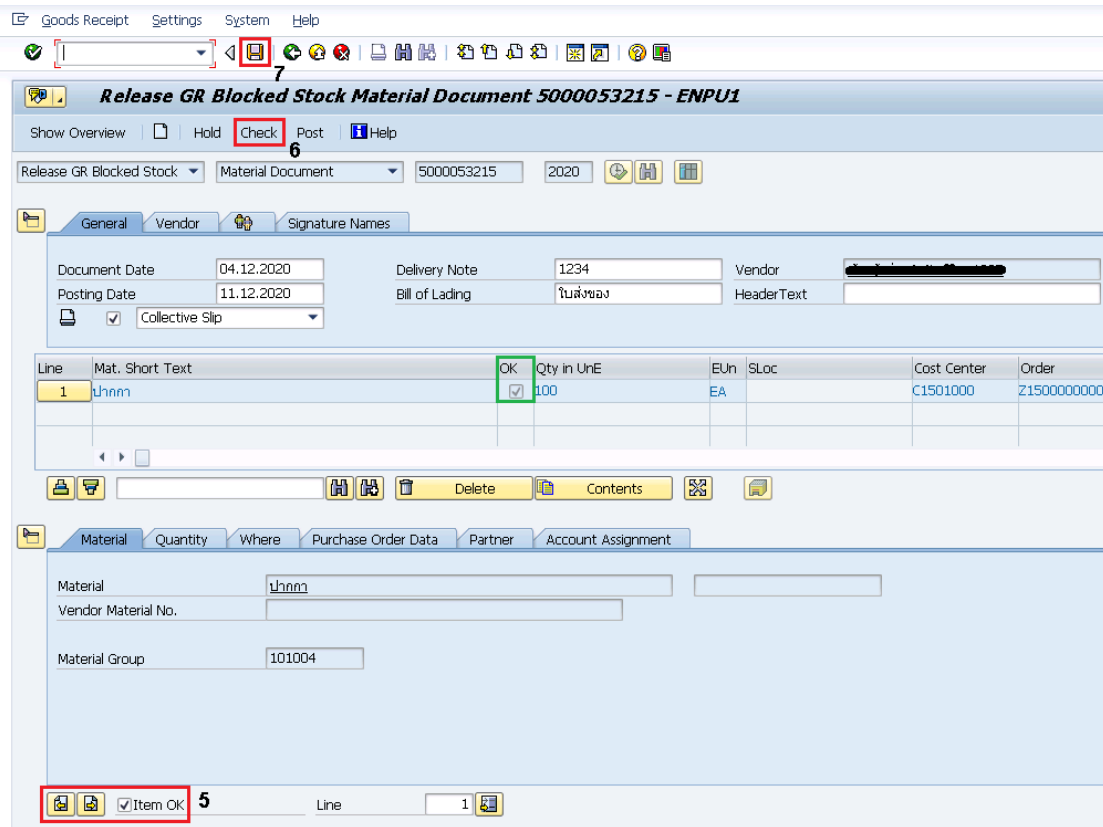 Goods Receipt Settings System Help
7
Release GR Blocked Stock Material Document 5000053215 - ENPU1
Show Overview Hold Check Post Help
6
Release GR Blocked Stock Material Document 5000053215 2020
General Vendor Signature Names
Document Date 04.12.2020 Delivery Note 1234 Vendor
Posting Date 11.12.2020 Bill of Lading ใบส่งของ HeaderText
Collective Slip
Line Mat. Short Text OK Qty in UnE EUn SLoc Cost Center Order
1 ปากกา 100 EA C1501000 Z1500000000
Delete Contents
Material Quantity Where Purchase Order Data Partner Account Assignment
Material ปากกา
Vendor Material No.
Material Group 101004
Item OK 5 Line 1